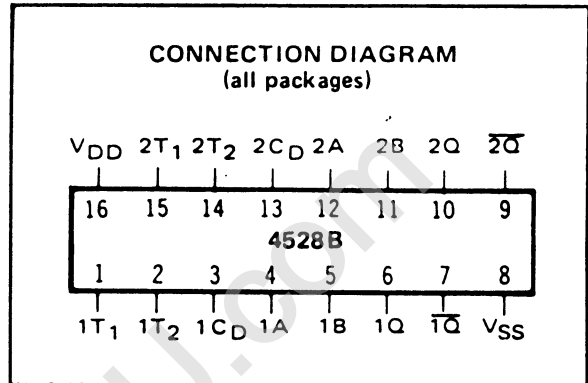 CONNECTION DIAGRAM
(all packages)
VDD 2T1 2T2 2CD 2A 2B 2Q 2Q̅
16 15 14 13 12 11 10 9
4528B
1 2 3 4 5 6 7 8
1T1 1T2 1CD 1A 1B 1Q 1Q̅ VSS